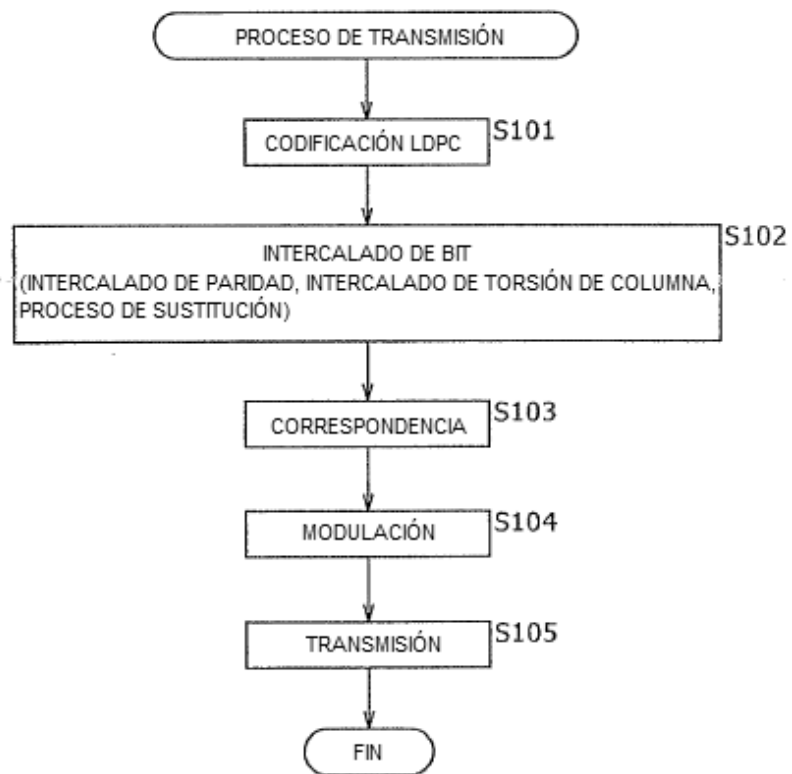 PROCESO DE TRANSMISIÓN
S101
CODIFICACIÓN LDPC
S102
INTERCALADO DE BIT
(INTERCALADO DE PARIDAD, INTERCALADO DE TORSIÓN DE COLUMNA,
PROCESO DE SUSTITUCIÓN)
S103
CORRESPONDENCIA
S104
MODULACIÓN
S105
TRANSMISIÓN
FIN